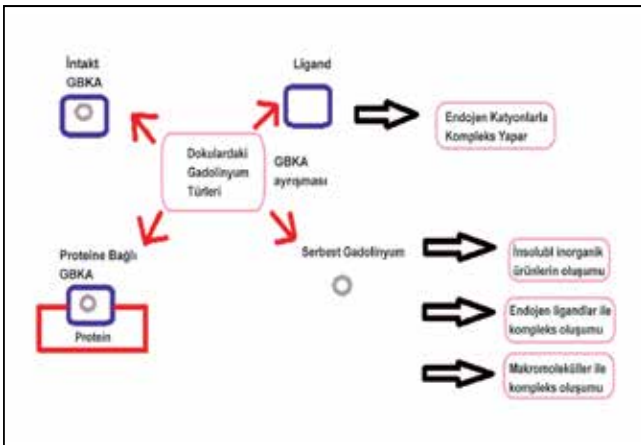 İntakt
GBKA
Ligand
Endojen Katyonlarla
Kompleks Yapar
Dokulardaki
Gadolinyum
Türleri
GBKA
ayrışması
Proteine Bağlı
GBKA
Protein
Serbest Gadolinyum
İnsolubl inorganik
ürünlerin oluşumu
Endojen ligandlar ile
kompleks oluşumu
Makromoleküller ile
kompleks oluşumu